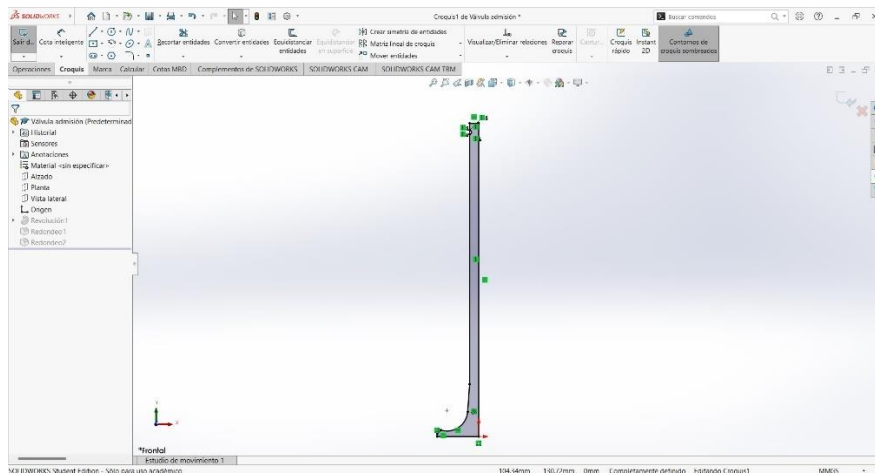 SOLIDWORKS
Croquis1 de Válvula admisión *
Buscar comandos
Salir d... Cota inteligente Recortar entidades Convertir entidades Equidistanciar entidades Equidistanciar en superficie Crear simetría de entidades Visualizar/Eliminar relaciones Reparar croquis Croquis rápido Instant 2D Contornos de croquis sombreados
Matriz lineal de croquis
Mover entidades
Operaciones Croquis Marca Calcular Cotas MBD Complementos de SOLIDWORKS SOLIDWORKS CAM SOLIDWORKS CAM TBM
Válvula admisión (Predeterminad
Historial
Sensores
Anotaciones
Material <sin especificar>
Alzado
Planta
Vista lateral
Origen
Revolución1
Redondeo1
Redondeo2
*Frontal
Estudio de movimiento 1
SOLIDWORKS Student Edition - Sólo para uso académico
104.34mm 130.72mm 0mm Completamente definido Editando Croquis1 MMGS